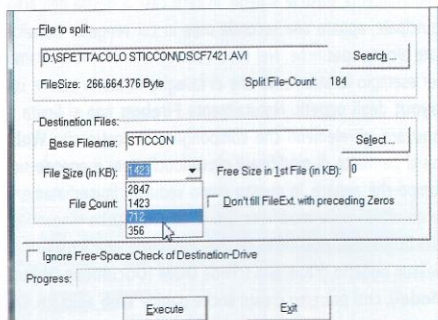 File to split:
D:\SPETTACOLO STICCON\DSCF7421.AVI
Search...
FileSize: 266.664.376 Byte
Split File-Count: 184
Destination Files:
Base Filename: STICCON
Select...
File Size (in KB): 1423
Free Size in 1st File (in KB): 0
2847
1423
712
356
File Count
Don't fill FileExt. with preceding Zeros
Ignore Free-Space Check of Destination-Drive
Progress:
Execute
Exit